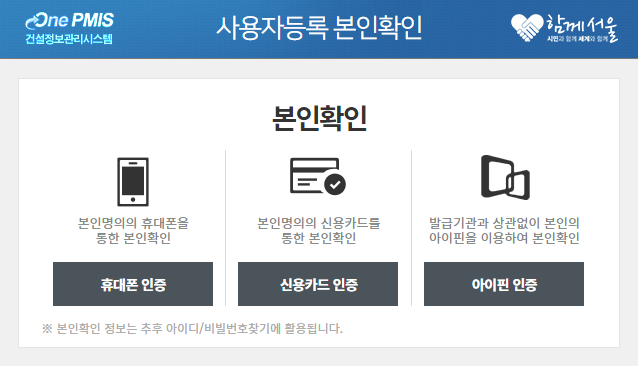 One PMIS
건설정보관리시스템
사용자등록 본인확인
함께서울
시민과 함께 세계와 함께
본인확인
본인명의의 휴대폰을
통한 본인확인
휴대폰 인증
본인명의의 신용카드를
통한 본인확인
신용카드 인증
발급기관과 상관없이 본인의
아이핀을 이용하여 본인확인
아이핀 인증
※ 본인확인 정보는 추후 아이디/비밀번호찾기에 활용됩니다.